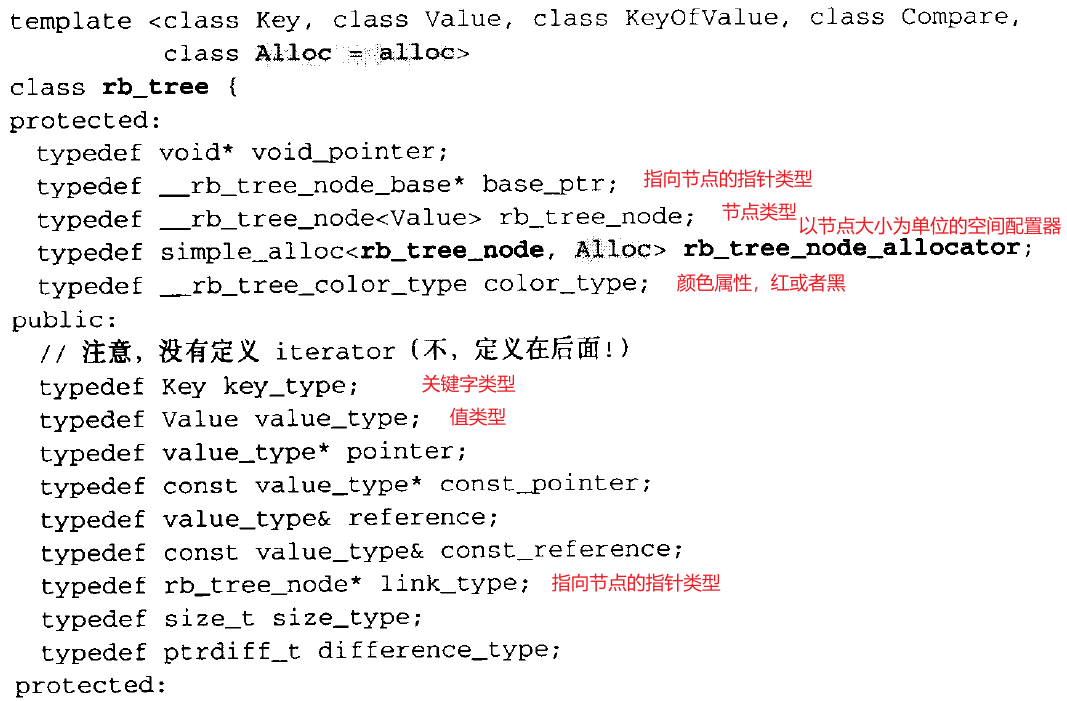 template <class Key, class Value, class KeyOfValue, class Compare,
class Alloc = alloc>
class rb_tree {
protected:
typedef void* void_pointer;
typedef __rb_tree_node_base* base_ptr; 指向节点的指针类型
typedef __rb_tree_node<Value> rb_tree_node; 节点类型
以节点大小为单位的空间配置器
typedef simple_alloc<rb_tree_node, Alloc> rb_tree_node_allocator;
typedef __rb_tree_color_type color_type; 颜色属性，红或者黑
public:
// 注意，没有定义 iterator（不，定义在后面!）
typedef Key key_type; 关键字类型
typedef Value value_type; 值类型
typedef value_type* pointer;
typedef const value_type* const_pointer;
typedef value_type& reference;
typedef const value_type& const_reference;
typedef rb_tree_node* link_type; 指向节点的指针类型
typedef size_t size_type;
typedef ptrdiff_t difference_type;
protected: